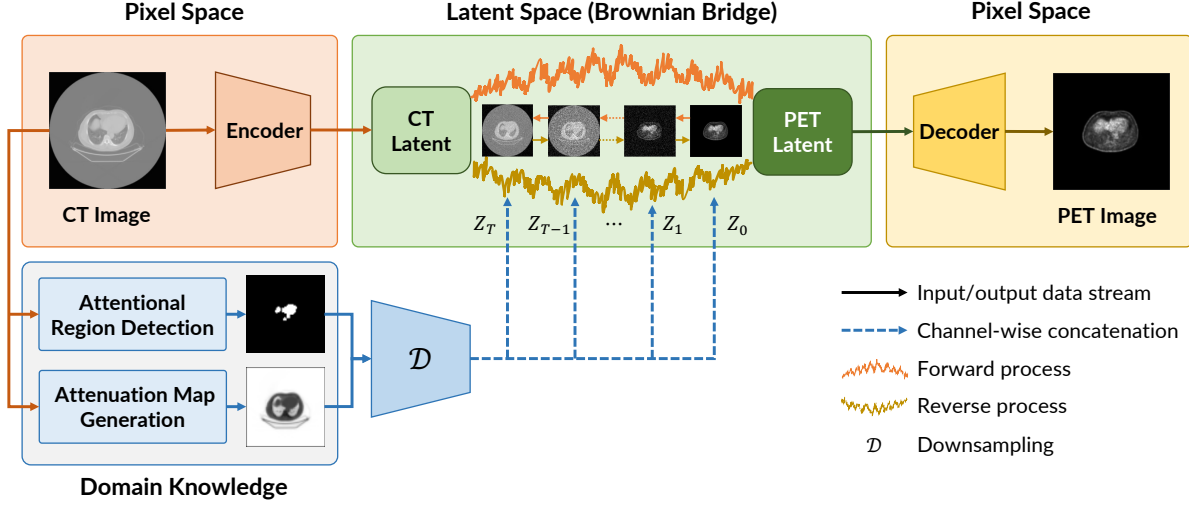 Pixel Space
Latent Space (Brownian Bridge)
Pixel Space
CT Image
Encoder
CT
Latent
PET
Latent
Decoder
PET Image
Z_T
Z_{T−1}
...
Z_1
Z_0
Attentional
Region Detection
Attenuation Map
Generation
𝒟
Domain Knowledge
Input/output data stream
Channel-wise concatenation
Forward process
Reverse process
𝒟 Downsampling